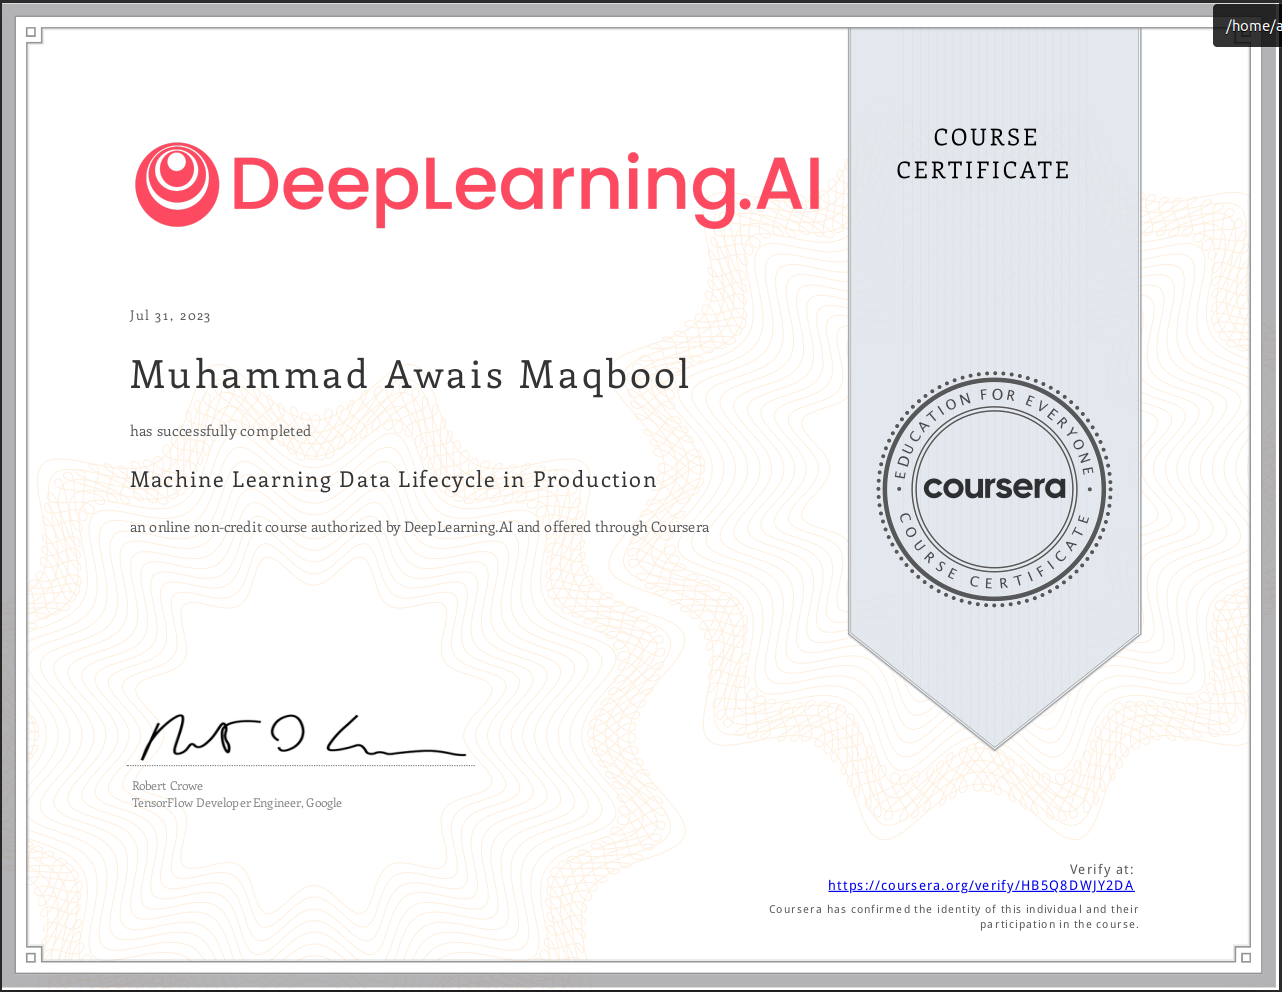 /home/a
DeepLearning.AI
COURSE
CERTIFICATE
Jul 31, 2023
Muhammad Awais Maqbool
has successfully completed
Machine Learning Data Lifecycle in Production
an online non-credit course authorized by DeepLearning.AI and offered through Coursera
EDUCATION FOR EVERYONE
coursera
COURSE CERTIFICATE
Robert Crowe
TensorFlow Developer Engineer, Google
Verify at:
https://coursera.org/verify/HB5Q8DWJY2DA
Coursera has confirmed the identity of this individual and their
participation in the course.